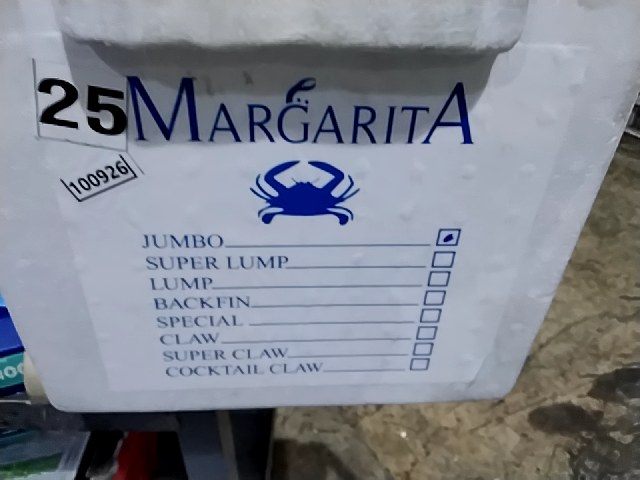 25
MARGARITA
100926
JUMBO
SUPER LUMP
LUMP
BACKFIN
SPECIAL
CLAW
SUPER CLAW
COCKTAIL CLAW